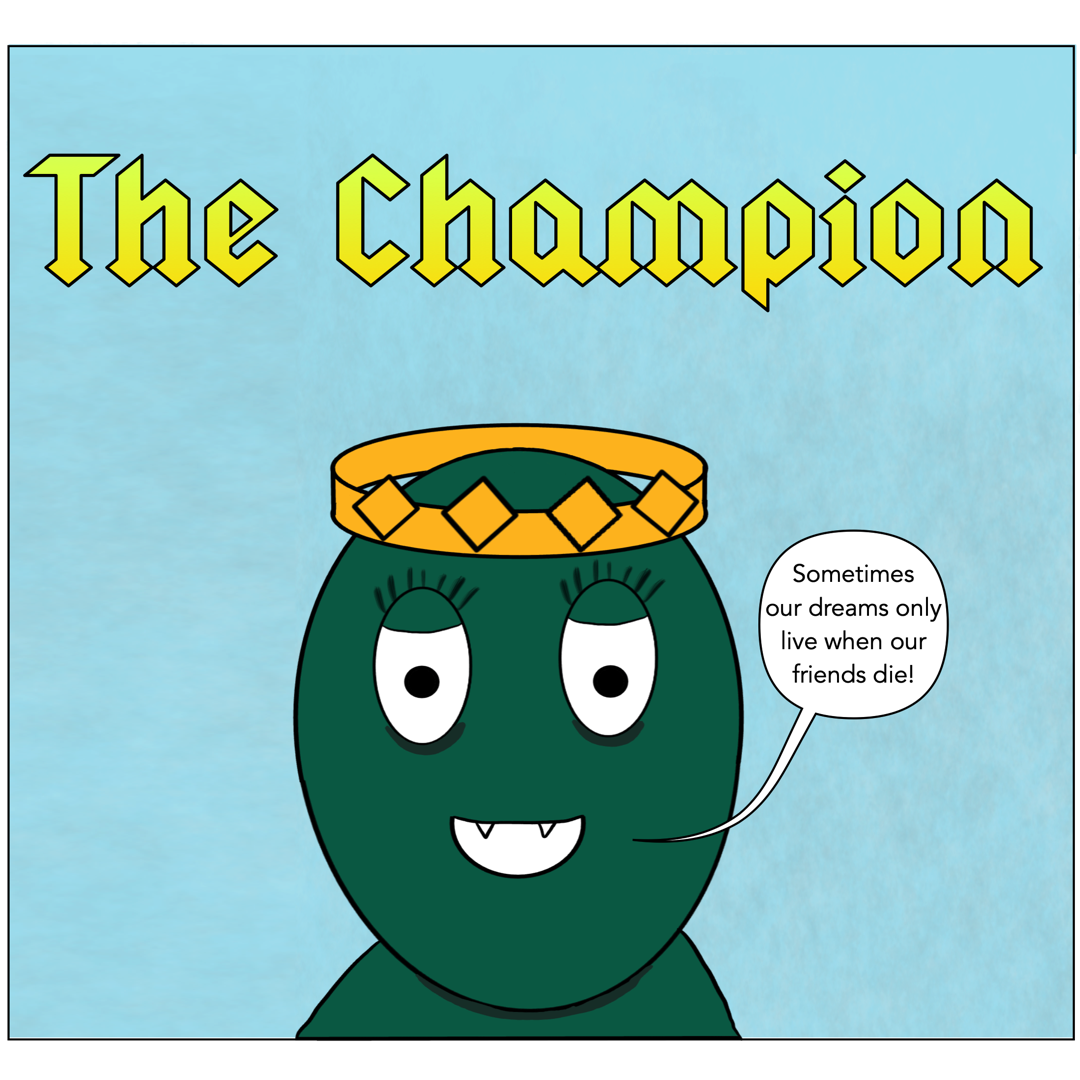 The Champion
Sometimes
our dreams only
live when our
friends die!